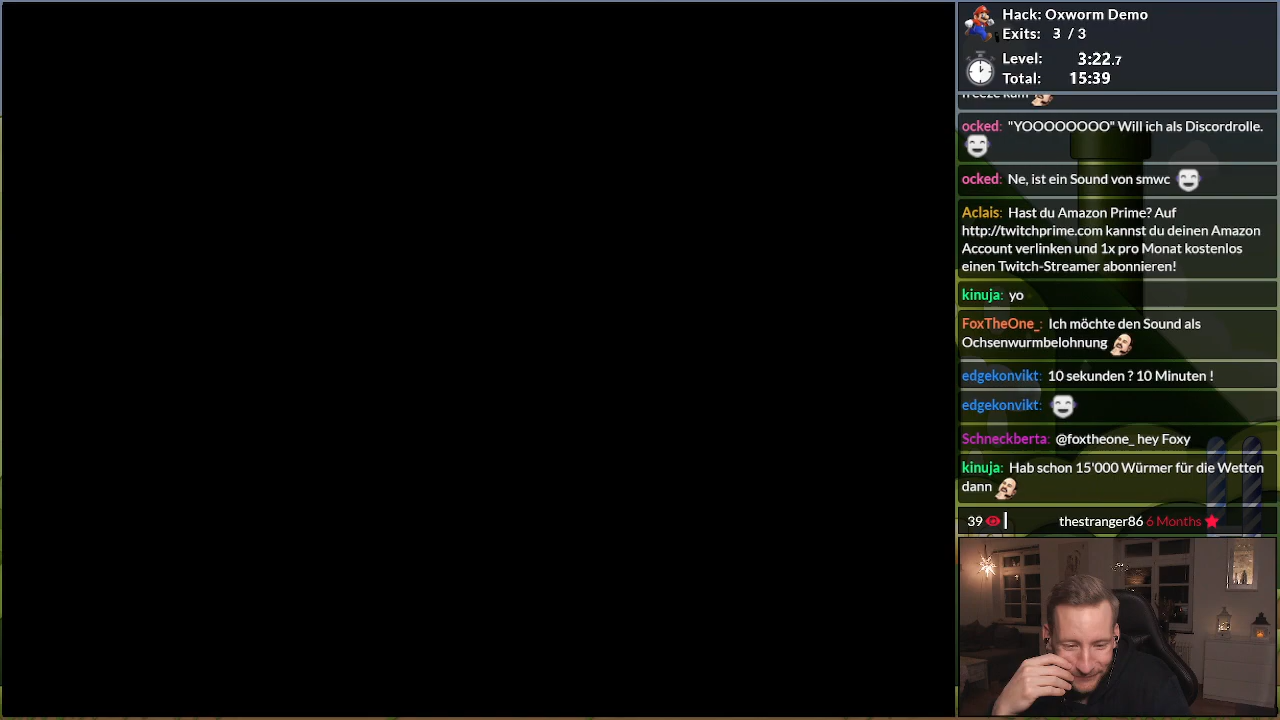 Hack: Oxworm Demo
Exits: 3 / 3
Level: 3:22.7
Total: 15:39
freeze kam
ocked: "YOOOOOOOO" Will ich als Discordrolle.
ocked: Ne, ist ein Sound von smwc
Aclais: Hast du Amazon Prime? Auf
http://twitchprime.com kannst du deinen Amazon
Account verlinken und 1x pro Monat kostenlos
einen Twitch-Streamer abonnieren!
kinuja: yo
FoxTheOne_: Ich möchte den Sound als
Ochsenwurmbelohnung
edgekonvikt: 10 sekunden ? 10 Minuten !
edgekonvikt:
Schneckberta: @foxtheone_ hey Foxy
kinuja: Hab schon 15'000 Würmer für die Wetten
dann
39 thestranger86 6 Months